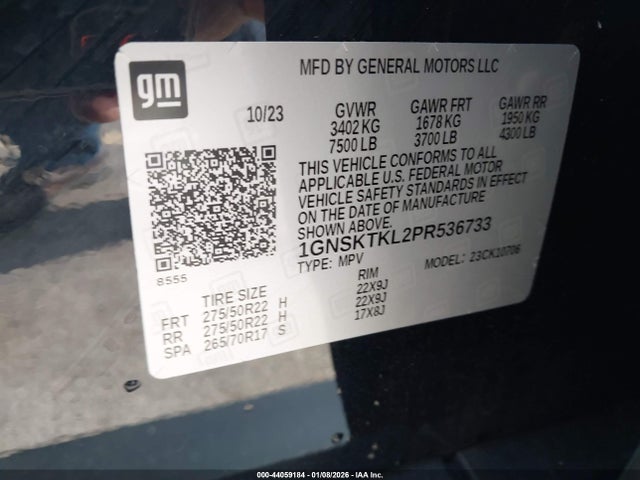 gm
MFD BY GENERAL MOTORS LLC
10/23 GVWR GAWR FRT GAWR RR
3402 KG 1678 KG 1950 KG
7500 LB 3700 LB 4300 LB
THIS VEHICLE CONFORMS TO ALL
APPLICABLE U.S. FEDERAL MOTOR
VEHICLE SAFETY STANDARDS IN EFFECT
ON THE DATE OF MANUFACTURE
SHOWN ABOVE.
1GNSKTKL2PR536733
TYPE: MPV MODEL: 23CK10706
8555
TIRE SIZE RIM
FRT 275/50R22 H 22X9J
RR 275/50R22 H 22X9J
SPA 265/70R17 S 17X8J
000-44059184 - 01/08/2026 - IAA Inc.